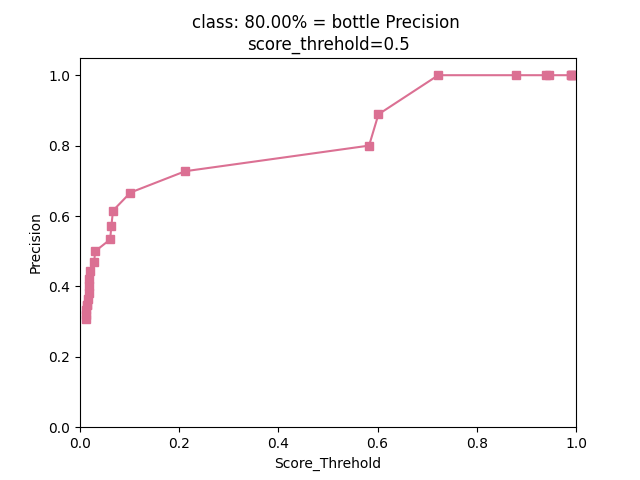 class: 80.00% = bottle Precision
score_threhold=0.5
1.0
0.8
0.6
0.4
0.2
0.0
Precision
0.0 0.2 0.4 0.6 0.8 1.0
Score_Threhold